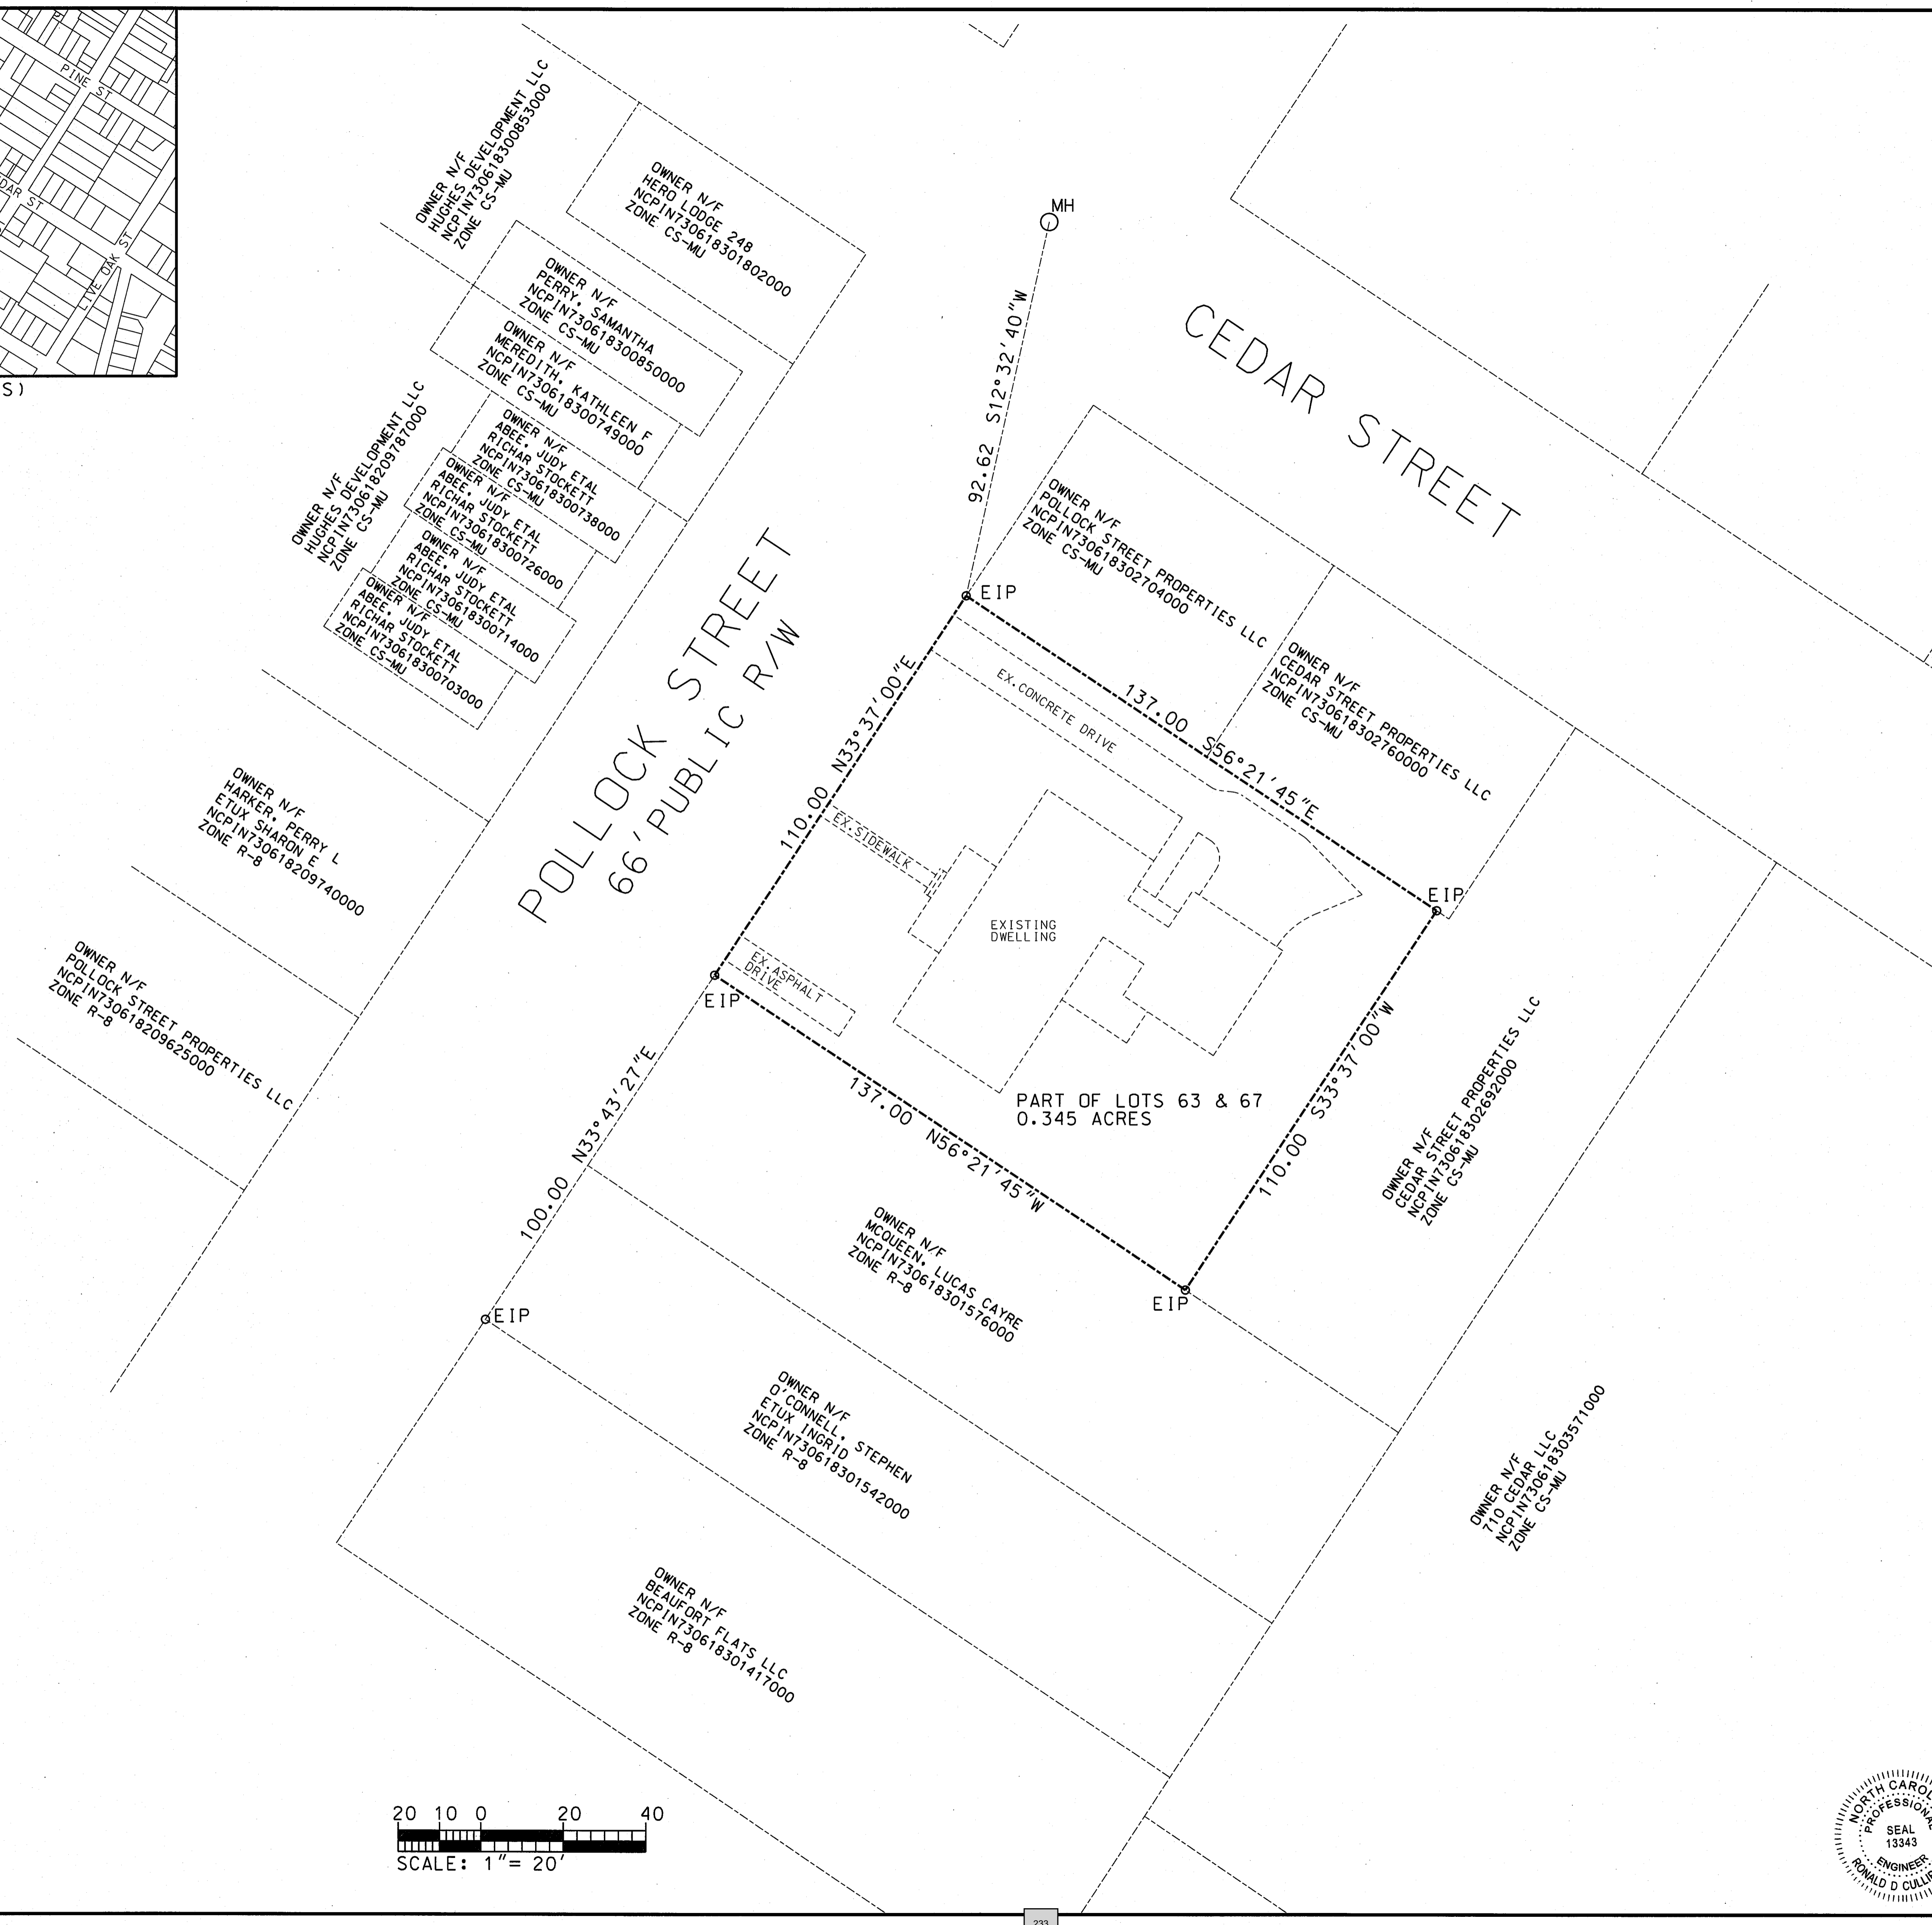 PINE ST
ST
LIVE OAK ST
S)
OWNER N/F
HUGHES DEVELOPMENT LLC
NCPIN730618300853000
ZONE CS-MU
OWNER N/F
HERO LODGE 248
NCPIN730618301802000
ZONE CS-MU
MH
OWNER N/F
PERRY, SAMANTHA
NCPIN730618300850000
ZONE CS-MU
OWNER N/F
MEREDITH, KATHLEEN F
NCPIN730618300749000
ZONE CS-MU
OWNER N/F
HUGHES DEVELOPMENT LLC
NCPIN730618209787000
ZONE CS-MU
OWNER N/F
ABEE, JUDY ETAL
RICHAR STOCKETT
NCPIN730618300738000
ZONE CS-MU
OWNER N/F
ABEE, JUDY ETAL
RICHAR STOCKETT
NCPIN730618300726000
ZONE CS-MU
OWNER N/F
ABEE, JUDY ETAL
RICHAR STOCKETT
NCPIN730618300714000
ZONE CS-MU
OWNER N/F
ABEE, JUDY ETAL
RICHAR STOCKETT
NCPIN730618300703000
ZONE CS-MU
92.62 S12°32'40"W
CEDAR STREET
OWNER N/F
POLLOCK STREET PROPERTIES LLC
NCPIN730618302704000
ZONE CS-MU
EIP
OWNER N/F
CEDAR STREET PROPERTIES LLC
NCPIN730618302760000
ZONE CS-MU
POLLOCK STREET
66' PUBLIC R/W
110.00 N33°37'00"E
EX.CONCRETE DRIVE
137.00 S56°21'45"E
OWNER N/F
HARKER, PERRY L
ETUX SHARON E
NCPIN730618209740000
ZONE R-8
EX.SIDEWALK
EIP
EXISTING
DWELLING
OWNER N/F
POLLOCK STREET PROPERTIES LLC
NCPIN730618209625000
ZONE R-8
EX.ASPHALT
DRIVE
EIP
100.00 N33°43'27"E
137.00 N56°21'45"W
PART OF LOTS 63 & 67
0.345 ACRES
110.00 S33°37'00"W
OWNER N/F
CEDAR STREET PROPERTIES LLC
NCPIN730618302692000
ZONE CS-MU
OWNER N/F
MCQUEEN, LUCAS CAYRE
NCPIN730618301576000
ZONE R-8
EIP
EIP
OWNER N/F
O'CONNELL, STEPHEN
ETUX INGRID
NCPIN730618301542000
ZONE R-8
OWNER N/F
710 CEDAR LLC
NCPIN730618303571000
ZONE CS-MU
OWNER N/F
BEAUFORT FLATS LLC
NCPIN730618301417000
ZONE R-8
20 10 0 20 40
SCALE: 1"= 20'
NORTH CAROL
PROFESSIONAL
SEAL
13343
ENGINEER
RONALD D CULLIP
233